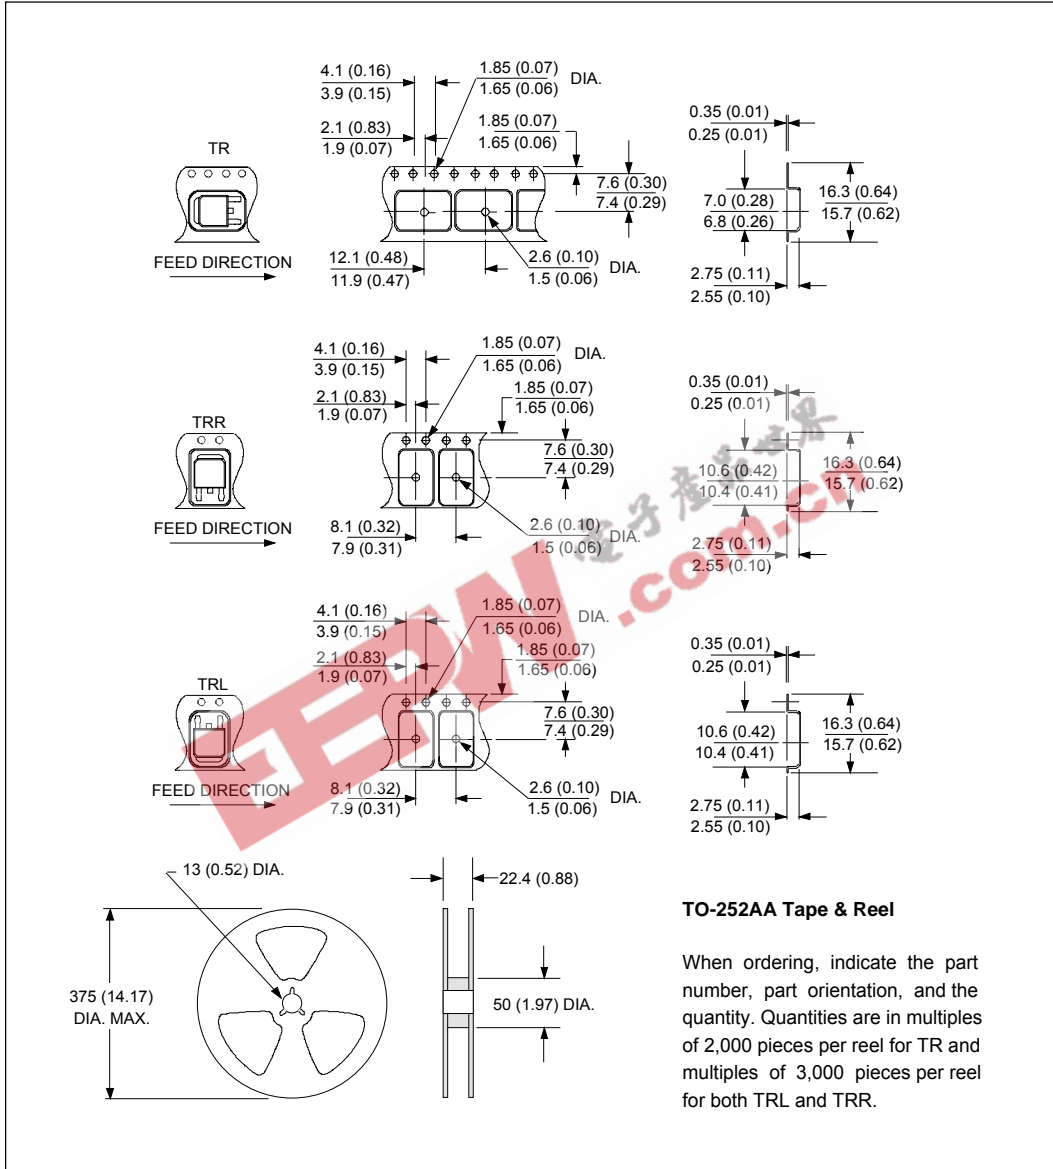 4.1 (0.16)
3.9 (0.15)
1.85 (0.07)
1.65 (0.06)
DIA.
2.1 (0.83)
1.9 (0.07)
1.85 (0.07)
1.65 (0.06)
0.35 (0.01)
0.25 (0.01)
TR
7.6 (0.30)
7.4 (0.29)
7.0 (0.28)
6.8 (0.26)
16.3 (0.64)
15.7 (0.62)
FEED DIRECTION
12.1 (0.48)
11.9 (0.47)
2.6 (0.10)
1.5 (0.06)
DIA.
2.75 (0.11)
2.55 (0.10)
4.1 (0.16)
3.9 (0.15)
1.85 (0.07)
1.65 (0.06)
DIA.
2.1 (0.83)
1.9 (0.07)
1.85 (0.07)
1.65 (0.06)
0.35 (0.01)
0.25 (0.01)
TRR
7.6 (0.30)
7.4 (0.29)
10.6 (0.42)
10.4 (0.41)
16.3 (0.64)
15.7 (0.62)
FEED DIRECTION
8.1 (0.32)
7.9 (0.31)
2.6 (0.10)
1.5 (0.06)
DIA.
2.75 (0.11)
2.55 (0.10)
EEPW.com.cn
電子產品世界
4.1 (0.16)
3.9 (0.15)
1.85 (0.07)
1.65 (0.06)
DIA.
2.1 (0.83)
1.9 (0.07)
1.85 (0.07)
1.65 (0.06)
0.35 (0.01)
0.25 (0.01)
TRL
7.6 (0.30)
7.4 (0.29)
10.6 (0.42)
10.4 (0.41)
16.3 (0.64)
15.7 (0.62)
FEED DIRECTION
8.1 (0.32)
7.9 (0.31)
2.6 (0.10)
1.5 (0.06)
DIA.
2.75 (0.11)
2.55 (0.10)
13 (0.52) DIA.
22.4 (0.88)
375 (14.17)
DIA. MAX.
50 (1.97) DIA.
TO-252AA Tape & Reel
When ordering, indicate the part
number, part orientation, and the
quantity. Quantities are in multiples
of 2,000 pieces per reel for TR and
multiples of 3,000 pieces per reel
for both TRL and TRR.